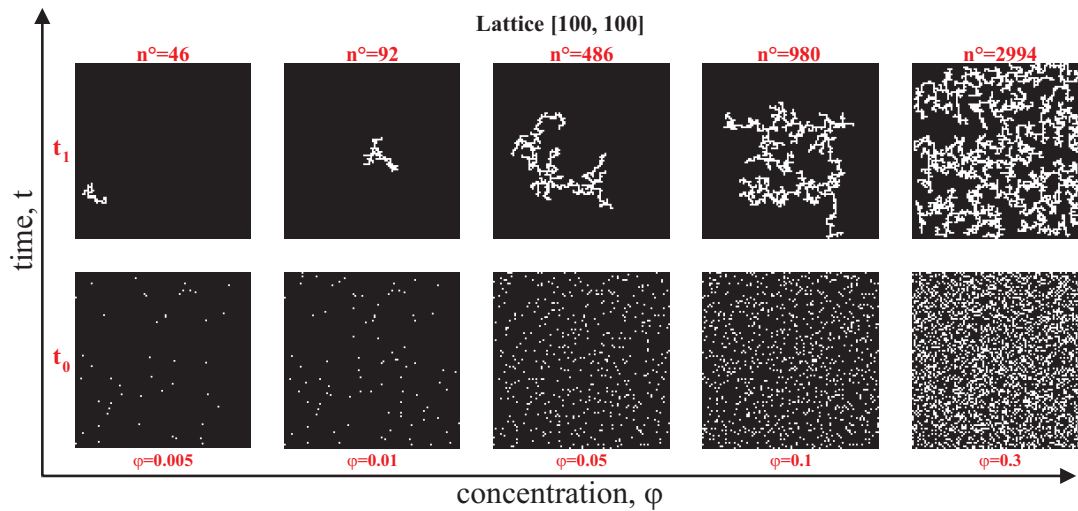 Lattice [100, 100]
n°=46 n°=92 n°=486 n°=980 n°=2994
t₁
time, t
t₀
φ=0.005 φ=0.01 φ=0.05 φ=0.1 φ=0.3
concentration, φ